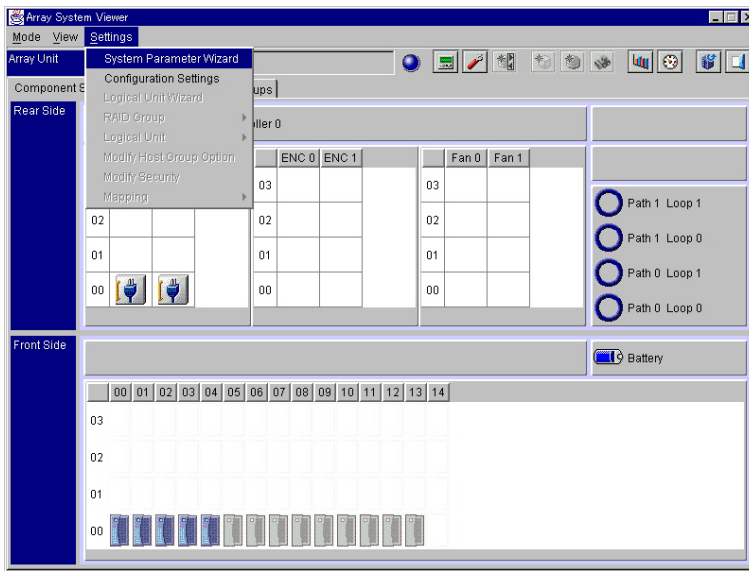 Array System Viewer
Mode View Settings
Array Unit
System Parameter Wizard
Configuration Settings
Logical Unit Wizard
RAID Group
Logical Unit
Modify Host Group Option
Modify Security
Mapping
Component S
ups
Rear Side
oller 0
ENC 0 ENC 1
Fan 0 Fan 1
03 03
02 02 02
01 01 01
00 00 00
Path 1 Loop 1
Path 1 Loop 0
Path 0 Loop 1
Path 0 Loop 0
Front Side
Battery
00 01 02 03 04 05 06 07 08 09 10 11 12 13 14
03
02
01
00